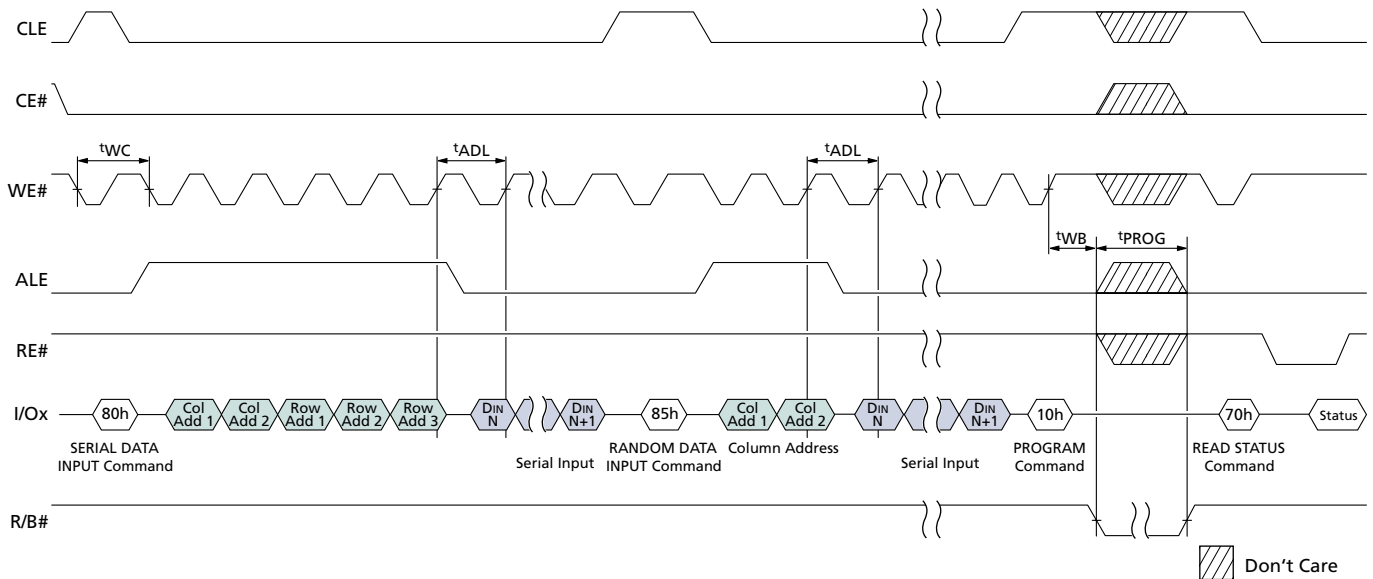 CLE
CE#
tWC
tADL
tADL
WE#
tWB
tPROG
ALE
RE#
I/Ox
80h
Col
Add 1
Col
Add 2
Row
Add 1
Row
Add 2
Row
Add 3
DIN
N
DIN
N+1
85h
Col
Add 1
Col
Add 2
DIN
N
DIN
N+1
10h
70h
Status
SERIAL DATA
INPUT Command
Serial Input
RANDOM DATA
INPUT Command
Column Address
Serial Input
PROGRAM
Command
READ STATUS
Command
R/B#
Don't Care